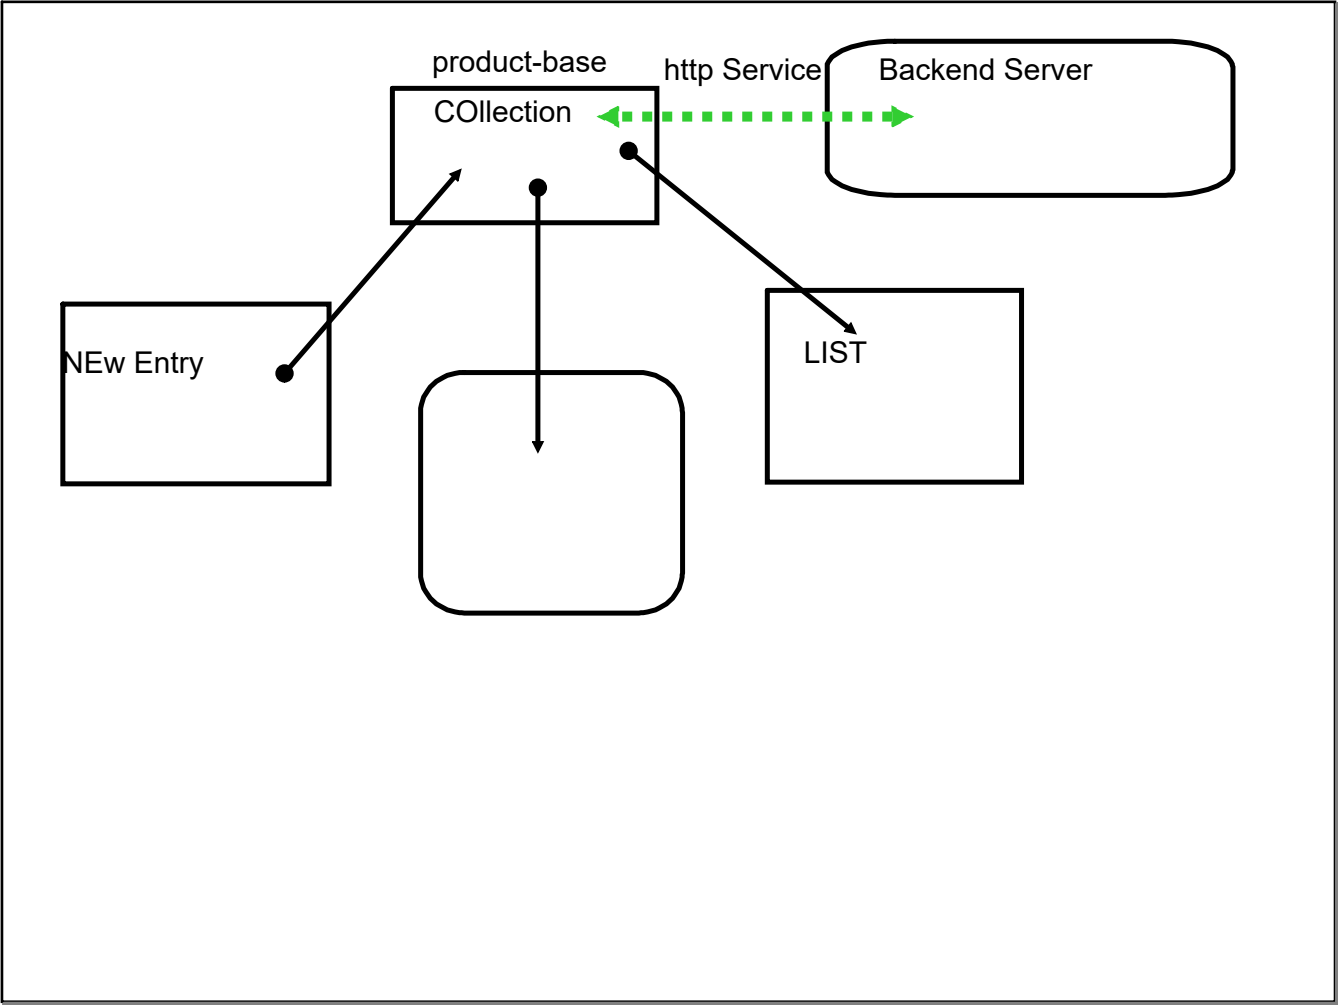 product-base
http Service
Backend Server
COllection
NEw Entry
LIST